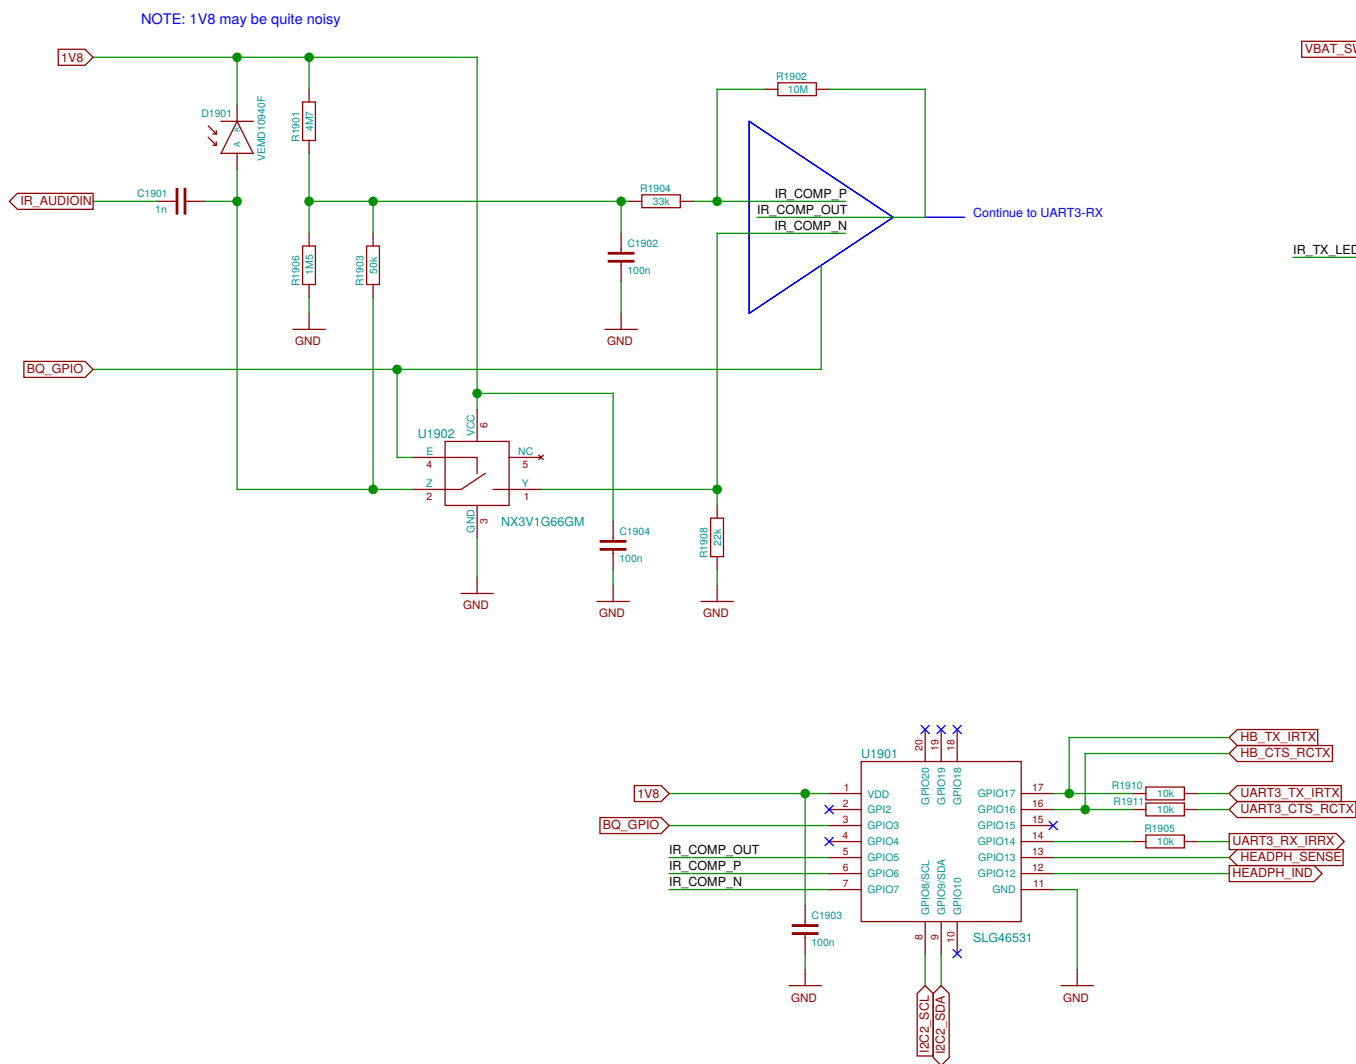 NOTE: 1V8 may be quite noisy
1V8
VBAT_SW
R1902
10M
D1901
K
A
VEMD10940F
R1901
4M7
IR_AUDIOIN
C1901
1n
R1904
33k
IR_COMP_P
IR_COMP_OUT
IR_COMP_N
Continue to UART3-RX
R1906
1M5
R1903
50k
C1902
100n
IR_TX_LED
GND
GND
BQ_GPIO
U1902
VCC
6
E
4
NC
5
Z
2
Y
1
GND
3
NX3V1G66GM
C1904
100n
R1908
22k
GND
GND
GND
U1901
20
19
18
GPIO20
GPIO19
GPIO18
1V8
1
VDD
2
GPI2
BQ_GPIO
3
GPIO3
4
GPIO4
IR_COMP_OUT
5
GPIO5
IR_COMP_P
6
GPIO6
IR_COMP_N
7
GPIO7
GPIO8/SCL
GPIO9/SDA
GPIO10
8
9
10
GPIO17
17
GPIO16
16
GPIO15
15
GPIO14
14
GPIO13
13
GPIO12
12
GND
11
HB_TX_IRTX
HB_CTS_RCTX
R1910
10k
UART3_TX_IRTX
R1911
10k
UART3_CTS_RCTX
R1905
10k
UART3_RX_IRRX
HEADPH_SENSE
HEADPH_IND
C1903
100n
SLG46531
GND
GND
I2C2_SCL
I2C2_SDA